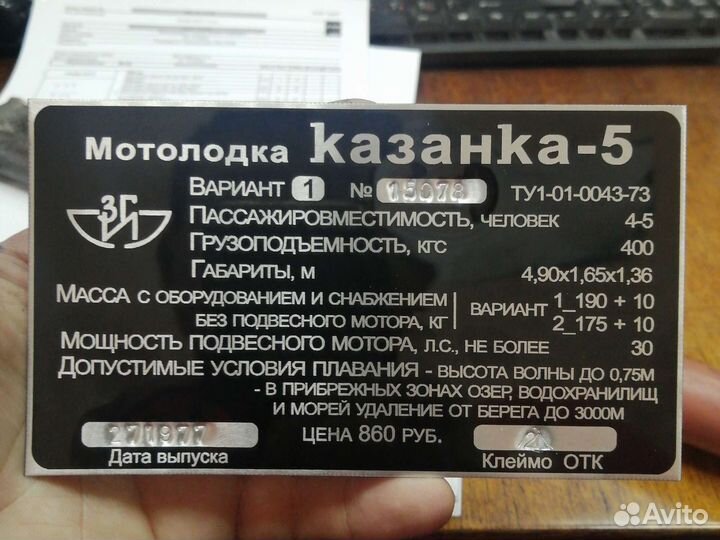 Мотолодка казанка-5
ВАРИАНТ 1 № 15078 ТУ1-01-0043-73
ЗГИ
ПАССАЖИРОВМЕСТИМОСТЬ, ЧЕЛОВЕК 4-5
ГРУЗОПОДЪЕМНОСТЬ, КГС 400
ГАБАРИТЫ, М 4,90х1,65х1,36
МАССА С ОБОРУДОВАНИЕМ И СНАБЖЕНИЕМ
БЕЗ ПОДВЕСНОГО МОТОРА, КГ
ВАРИАНТ
1_190 + 10
2_175 + 10
МОЩНОСТЬ ПОДВЕСНОГО МОТОРА, Л.С., НЕ БОЛЕЕ 30
ДОПУСТИМЫЕ УСЛОВИЯ ПЛАВАНИЯ - ВЫСОТА ВОЛНЫ ДО 0,75М
- В ПРИБРЕЖНЫХ ЗОНАХ ОЗЕР, ВОДОХРАНИЛИЩ
И МОРЕЙ УДАЛЕНИЕ ОТ БЕРЕГА ДО 3000М
271977 ЦЕНА 860 РУБ. 21
Дата выпуска Клеймо ОТК
Avito